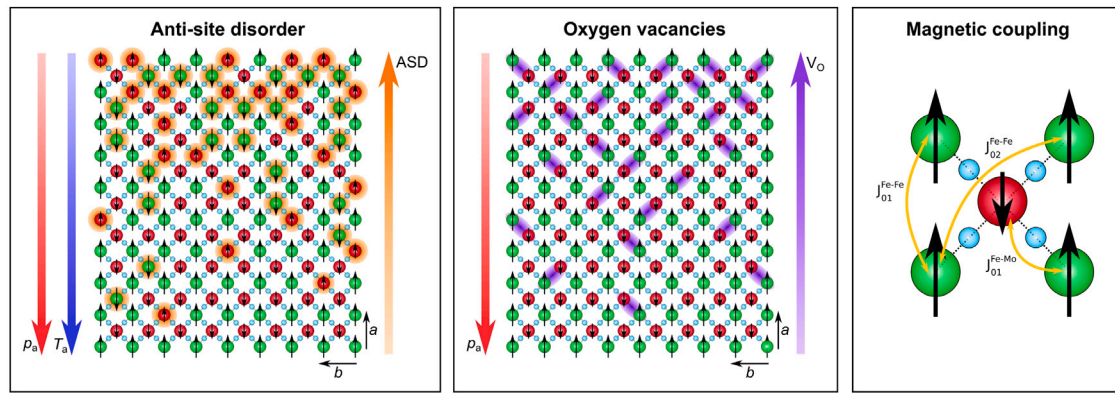 Anti-site disorder
ASD
pa
Ta
a
b
Oxygen vacancies
VO
pa
a
b
Magnetic coupling
J02Fe-Fe
J01Fe-Fe
J01Fe-Mo